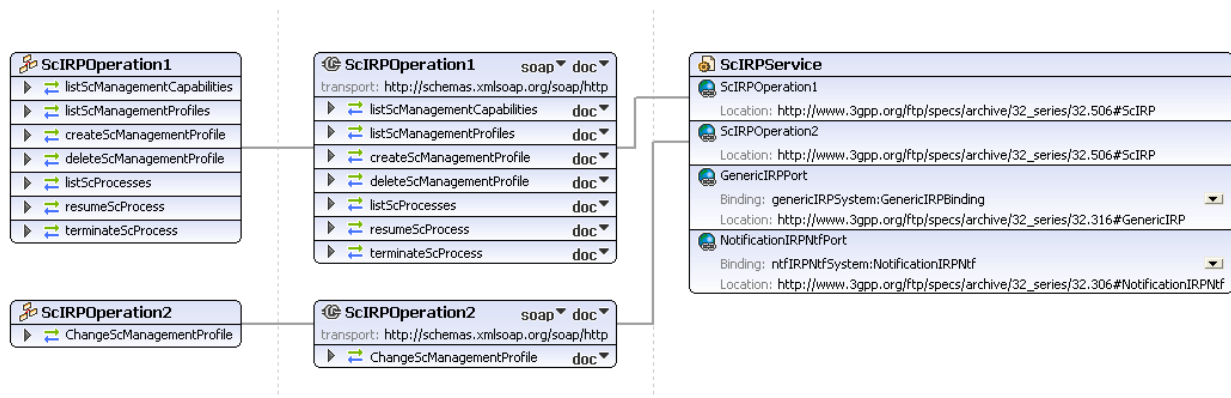 ScIRPOperation1
listScManagementCapabilities
listScManagementProfiles
createScManagementProfile
deleteScManagementProfile
listScProcesses
resumeScProcess
terminateScProcess
ScIRPOperation2
ChangeScManagementProfile
ScIRPOperation1 soap doc
transport: http://schemas.xmlsoap.org/soap/http
listScManagementCapabilities doc
listScManagementProfiles doc
createScManagementProfile doc
deleteScManagementProfile doc
listScProcesses doc
resumeScProcess doc
terminateScProcess doc
ScIRPOperation2 soap doc
transport: http://schemas.xmlsoap.org/soap/http
ChangeScManagementProfile doc
ScIRPService
ScIRPOperation1
Location: http://www.3gpp.org/ftp/specs/archive/32_series/32.506#ScIRP
ScIRPOperation2
Location: http://www.3gpp.org/ftp/specs/archive/32_series/32.506#ScIRP
GenericIRPPort
Binding: genericIRPSystem:GenericIRPBinding
Location: http://www.3gpp.org/ftp/specs/archive/32_series/32.316#GenericIRP
NotificationIRPNtfPort
Binding: ntfIRPNtfSystem:NotificationIRPNtf
Location: http://www.3gpp.org/ftp/specs/archive/32_series/32.306#NotificationIRPNtf